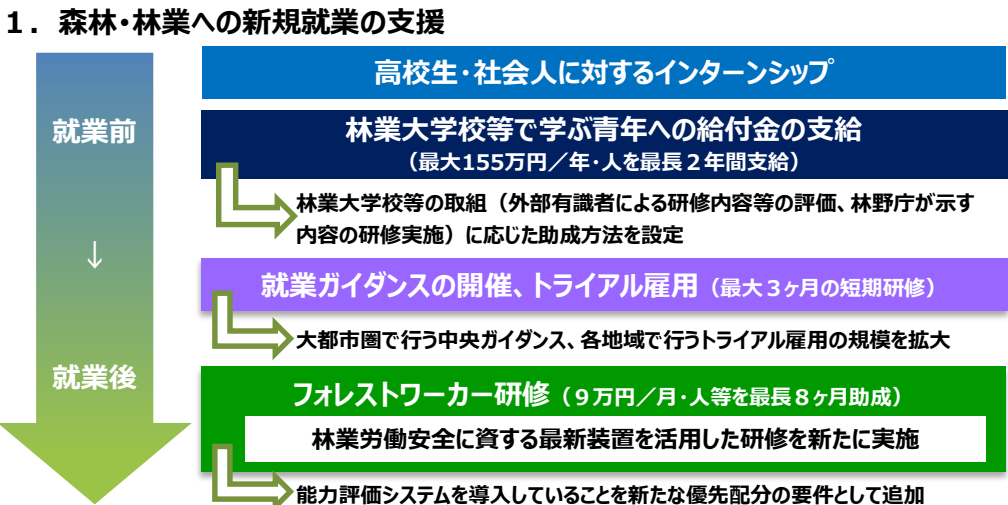 1．森林・林業への新規就業の支援
高校生・社会人に対するインターンシップ
就業前
林業大学校等で学ぶ青年への給付金の支給
（最大155万円／年・人を最長２年間支給）
林業大学校等の取組（外部有識者による研修内容等の評価、林野庁が示す
内容の研修実施）に応じた助成方法を設定
↓
就業ガイダンスの開催、トライアル雇用（最大３ヶ月の短期研修）
大都市圏で行う中央ガイダンス、各地域で行うトライアル雇用の規模を拡大
就業後
フォレストワーカー研修（９万円／月・人等を最長８ヶ月助成）
林業労働安全に資する最新装置を活用した研修を新たに実施
能力評価システムを導入していることを新たな優先配分の要件として追加